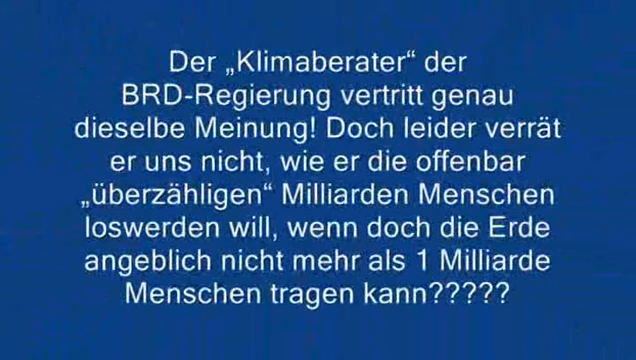 Der „Klimaberater“ der
BRD-Regierung vertritt genau
dieselbe Meinung! Doch leider verrät
er uns nicht, wie er die offenbar
„überzähligen“ Milliarden Menschen
loswerden will, wenn doch die Erde
angeblich nicht mehr als 1 Milliarde
Menschen tragen kann?????